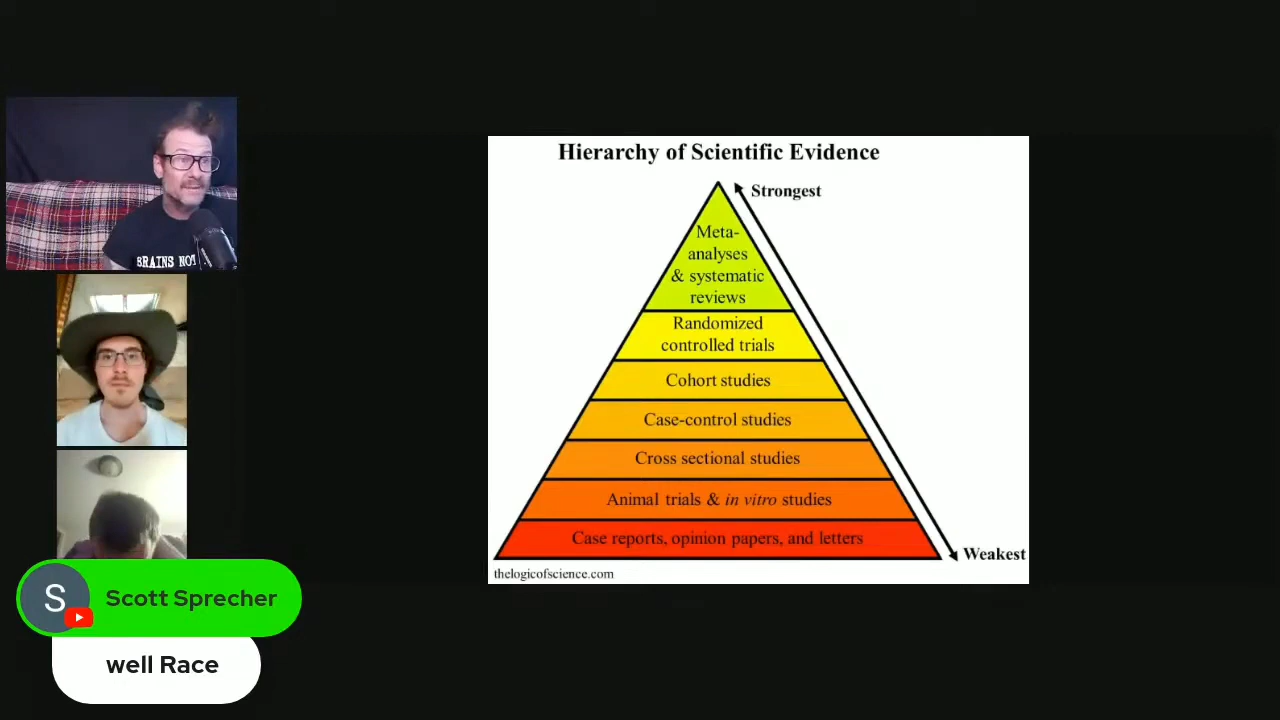 Hierarchy of Scientific Evidence
Strongest
Meta-
analyses
& systematic
reviews
Randomized
controlled trials
Cohort studies
Case-control studies
Cross sectional studies
Animal trials & in vitro studies
Case reports, opinion papers, and letters
Weakest
thelogicofscience.com
BRAINS NOT
S
Scott Sprecher
well Race